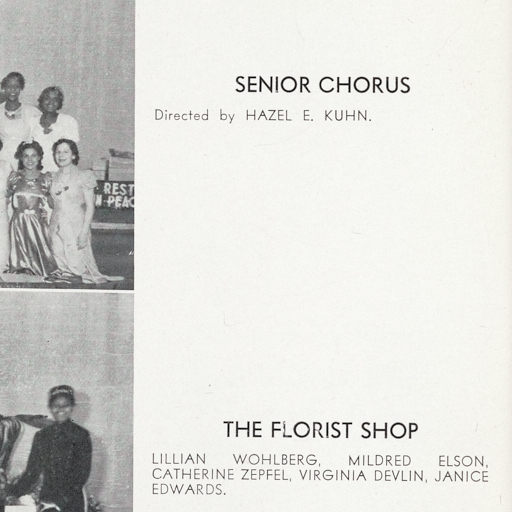 SENIOR CHORUS
Directed by HAZEL E. KUHN.
REST
IN PEAC
THE FLORIST SHOP
LILLIAN WOHLBERG, MILDRED ELSON,
CATHERINE ZEPFEL, VIRGINIA DEVLIN, JANICE
EDWARDS.